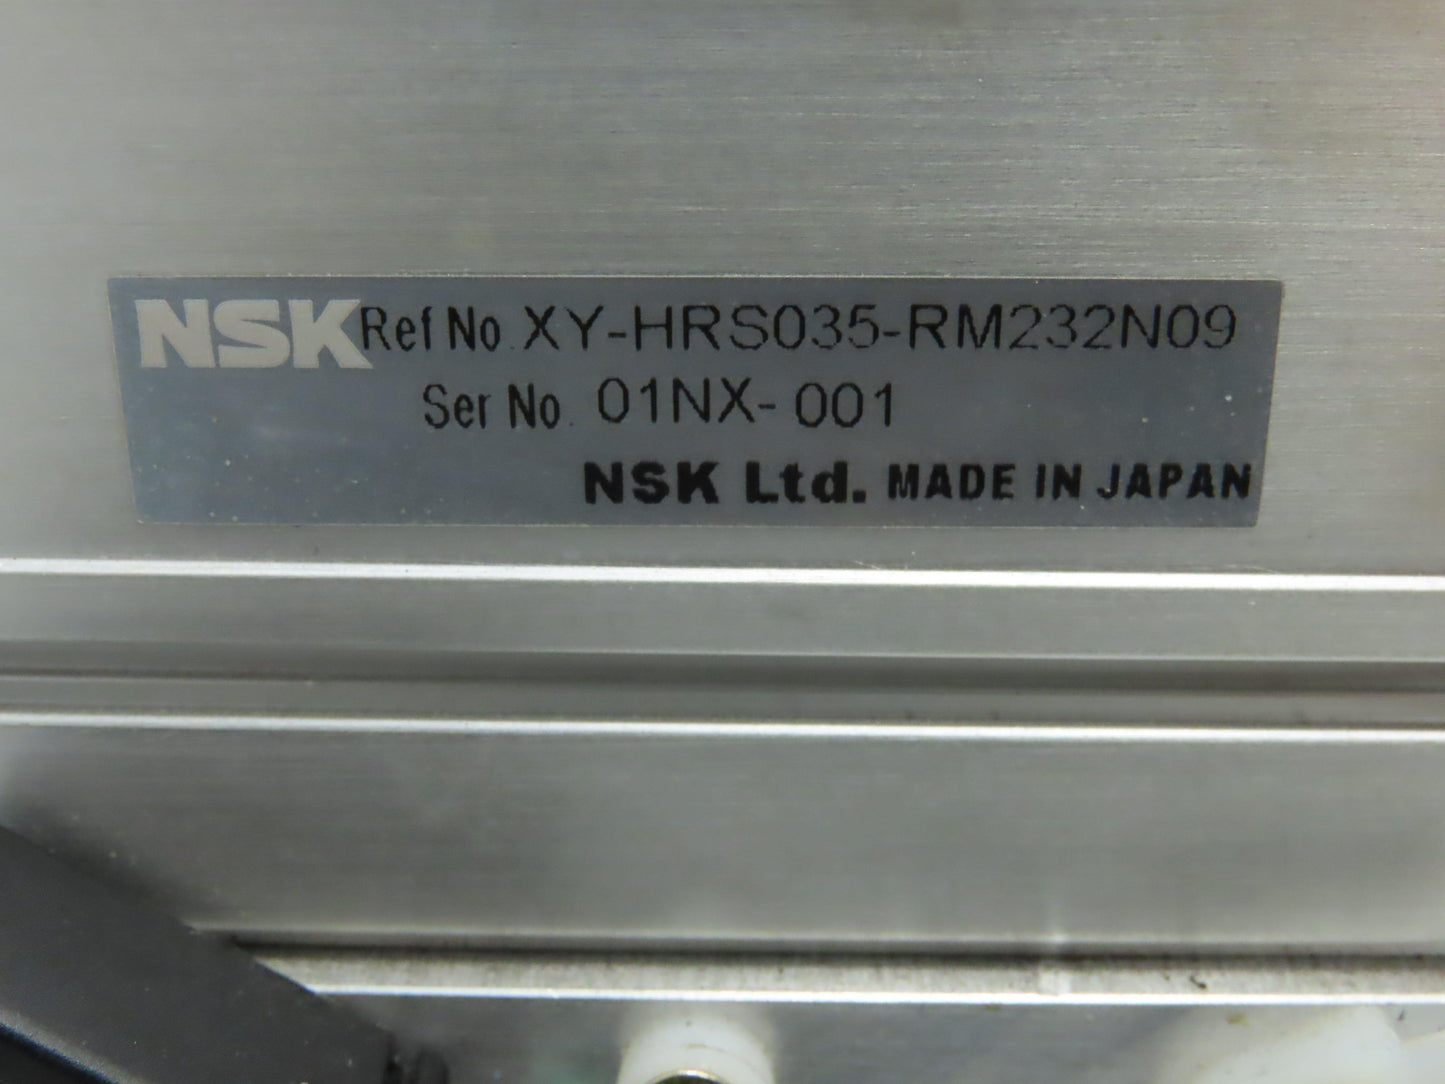 NSK Ref No. XY-HRS035-RM232N09
Ser No. 01NX-001
NSK Ltd. MADE IN JAPAN